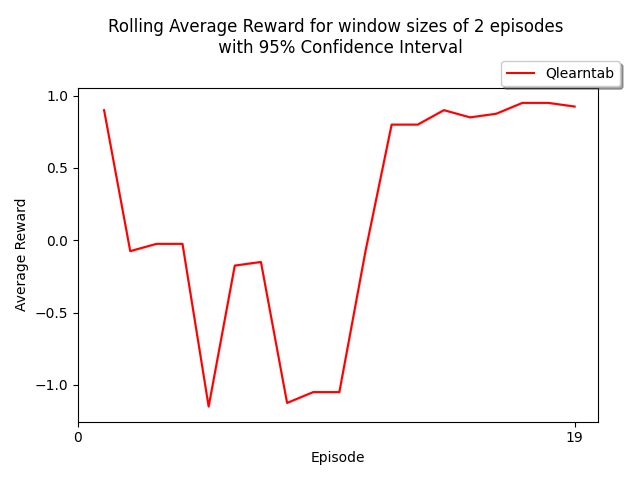 Rolling Average Reward for window sizes of 2 episodes
with 95% Confidence Interval
Qlearntab
1.0
0.5
0.0
−0.5
−1.0
Average Reward
0
19
Episode